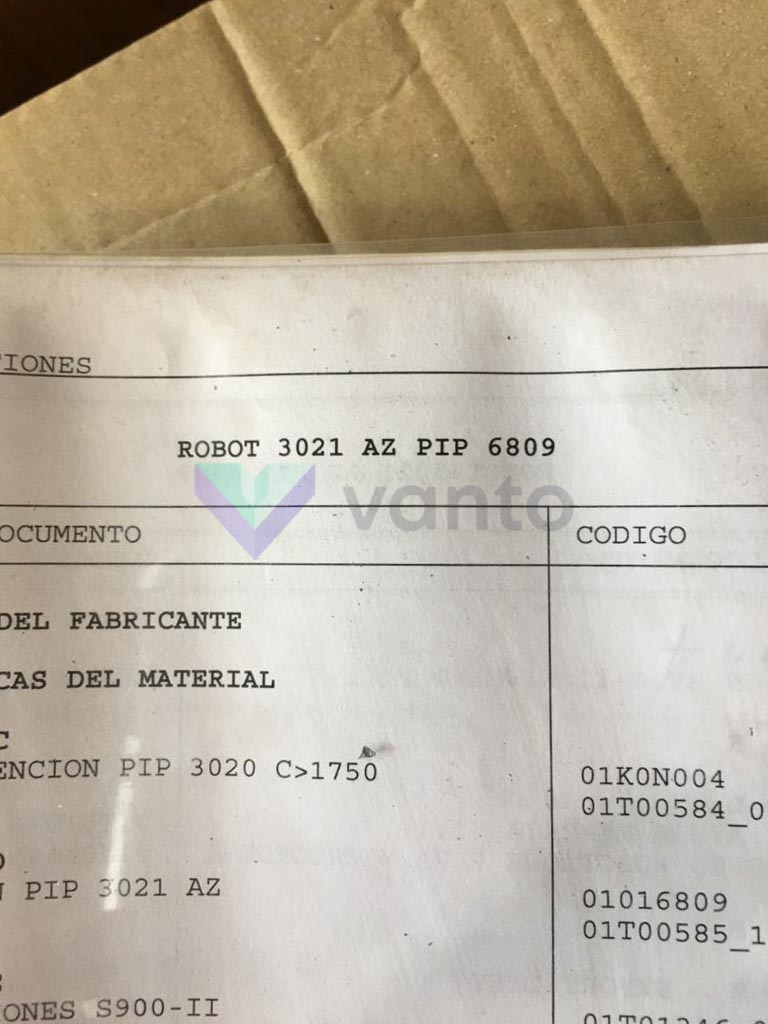 TIONES
ROBOT 3021 AZ PIP 6809
vanto
OCUMENTO CODIGO
DEL FABRICANTE
CAS DEL MATERIAL
C
ENCION PIP 3020 C>1750 01K0N004
01T00584_0
PIP 3021 AZ 01016809
01T00585_1
ONES S900-II